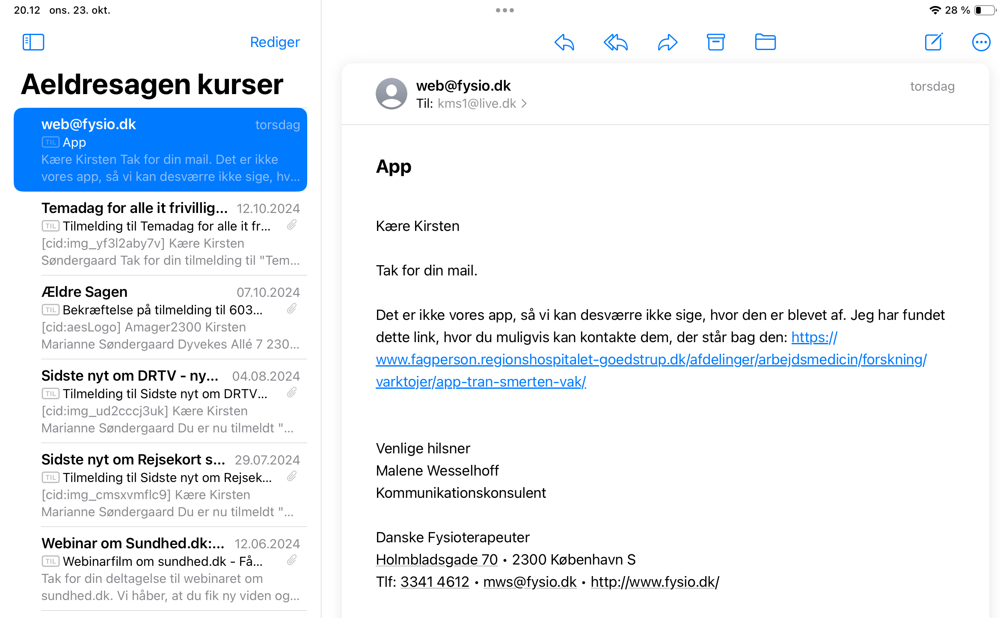 20.12 ons. 23. okt.
28 %
Rediger
Aeldresagen kurser
web@fysio.dk torsdag
TIL App
Kære Kirsten Tak for din mail. Det er ikke
vores app, så vi kan desværre ikke sige, hv...
Temadag for alle it frivillig... 12.10.2024
TIL Tilmelding til Temadag for alle it fr...
[cid:img_yf3l2aby7v] Kære Kirsten
Søndergaard Tak for din tilmelding til "Tem...
Ældre Sagen 07.10.2024
TIL Bekræftelse på tilmelding til 603...
[cid:aesLogo] Amager2300 Kirsten
Marianne Søndergaard Dyvekes Allé 7 230...
Sidste nyt om DRTV - ny... 04.08.2024
TIL Tilmelding til Sidste nyt om DRTV...
[cid:img_ud2cccj3uk] Kære Kirsten
Marianne Søndergaard Du er nu tilmeldt "...
Sidste nyt om Rejsekort s... 29.07.2024
TIL Tilmelding til Sidste nyt om Rejsek...
[cid:img_cmsxvmflc9] Kære Kirsten
Marianne Søndergaard Du er nu tilmeldt "...
Webinar om Sundhed.dk:... 12.06.2024
TIL Webinarfilm om sundhed.dk - Få...
Tak for din deltagelse til webinaret om
sundhed.dk. Vi håber, at du fik ny viden og...
web@fysio.dk torsdag
Til: kms1@live.dk
App
Kære Kirsten
Tak for din mail.
Det er ikke vores app, så vi kan desværre ikke sige, hvor den er blevet af. Jeg har fundet
dette link, hvor du muligvis kan kontakte dem, der står bag den: https://
www.fagperson.regionshospitalet-goedstrup.dk/afdelinger/arbejdsmedicin/forskning/
varktojer/app-tran-smerten-vak/
Venlige hilsner
Malene Wesselhoff
Kommunikationskonsulent
Danske Fysioterapeuter
Holmbladsgade 70 • 2300 København S
Tlf: 3341 4612 • mws@fysio.dk • http://www.fysio.dk/